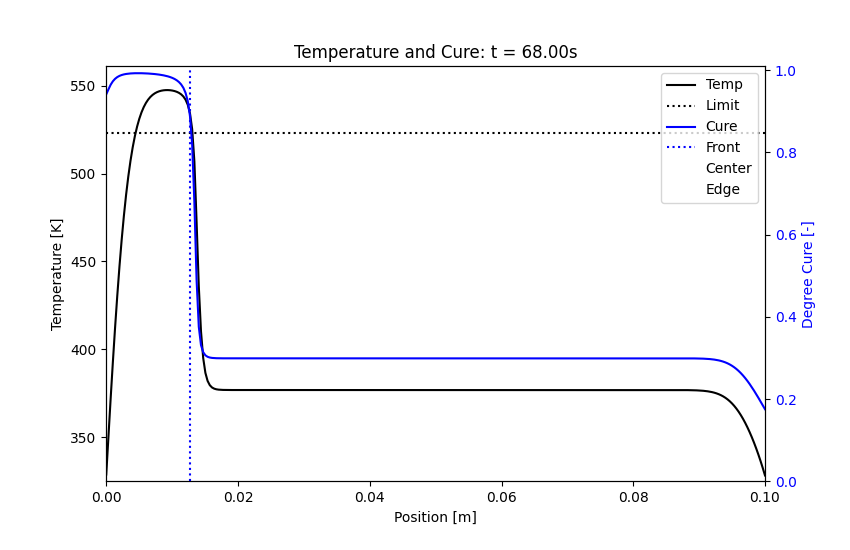 Temperature and Cure: t = 68.00s
Temperature [K]
550
500
450
400
350
Temp
Limit
Cure
Front
Center
Edge
1.0
0.8
0.6
0.4
0.2
0.0
Degree Cure [-]
0.00
0.02
0.04
0.06
0.08
0.10
Position [m]